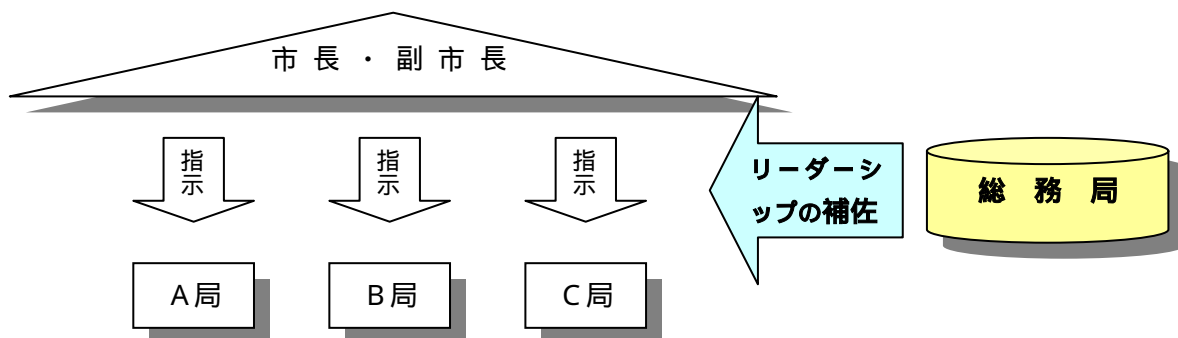 市 長 ・ 副 市 長
指示
指示
指示
リーダーシ
ップの補佐
総 務 局
A局
B局
C局